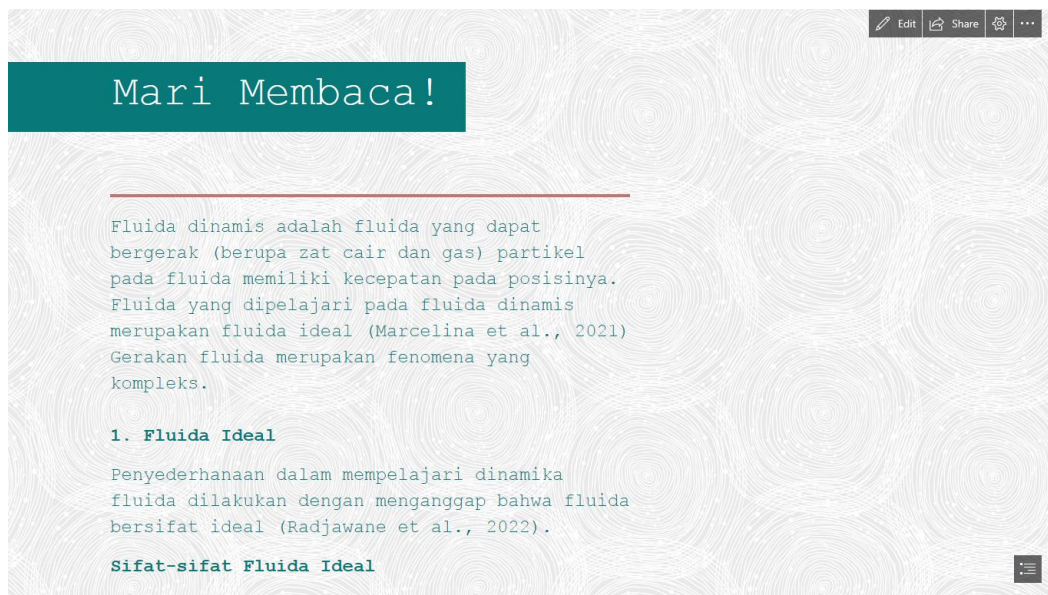 Edit Share
Mari Membaca!
Fluida dinamis adalah fluida yang dapat
bergerak (berupa zat cair dan gas) partikel
pada fluida memiliki kecepatan pada posisinya.
Fluida yang dipelajari pada fluida dinamis
merupakan fluida ideal (Marcelina et al., 2021)
Gerakan fluida merupakan fenomena yang
kompleks.
1. Fluida Ideal
Penyederhanaan dalam mempelajari dinamika
fluida dilakukan dengan menganggap bahwa fluida
bersifat ideal (Radjawane et al., 2022).
Sifat-sifat Fluida Ideal